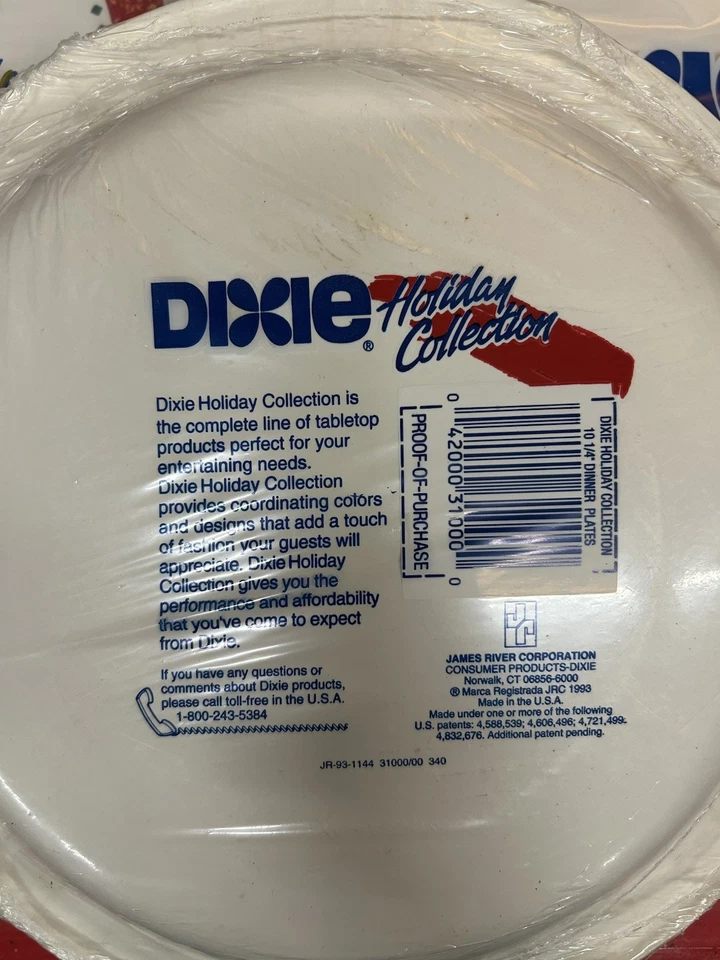 DIXIE® Holiday
Collection
Dixie Holiday Collection is
the complete line of tabletop
products perfect for your
entertaining needs.
Dixie Holiday Collection
provides coordinating colors
and designs that add a touch
of fashion your guests will
appreciate. Dixie Holiday
Collection gives you the
performance and affordability
that you've come to expect
from Dixie.
If you have any questions or
comments about Dixie products,
please call toll-free in the U.S.A.
1-800-243-5384
PROOF-OF-PURCHASE
0 42000 31000 0
DIXIE HOLIDAY COLLECTION
10 1/4" DINNER PLATES
JAMES RIVER CORPORATION
CONSUMER PRODUCTS-DIXIE
Norwalk, CT 06856-6000
® Marca Registrada JRC 1993
Made in the U.S.A.
Made under one or more of the following
U.S. patents: 4,588,539; 4,606,496; 4,721,499;
4,832,676. Additional patent pending.
JR-93-1144 31000/00 340